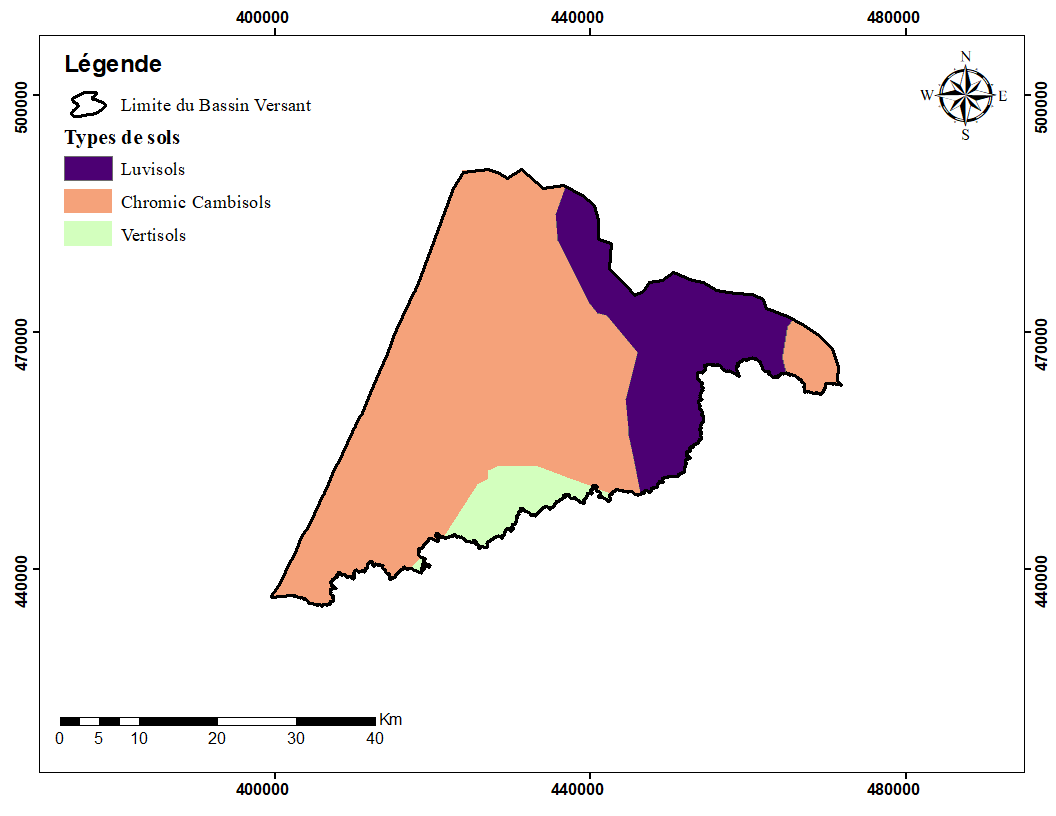 400000 440000 480000
Légende
Limite du Bassin Versant
Types de sols
Luvisols
Chromic Cambisols
Vertisols
N
W E
S
500000 500000
470000 470000
440000 440000
Km
0 5 10 20 30 40
400000 440000 480000